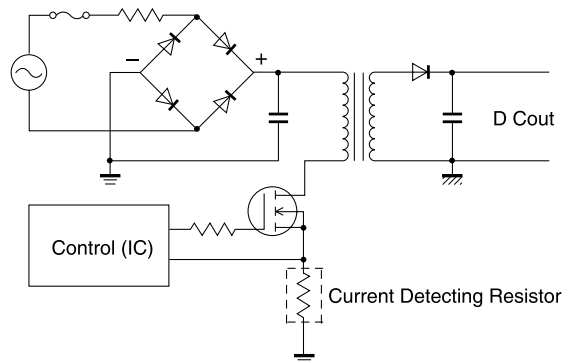 − +
D Cout
Control (IC)
Current Detecting Resistor